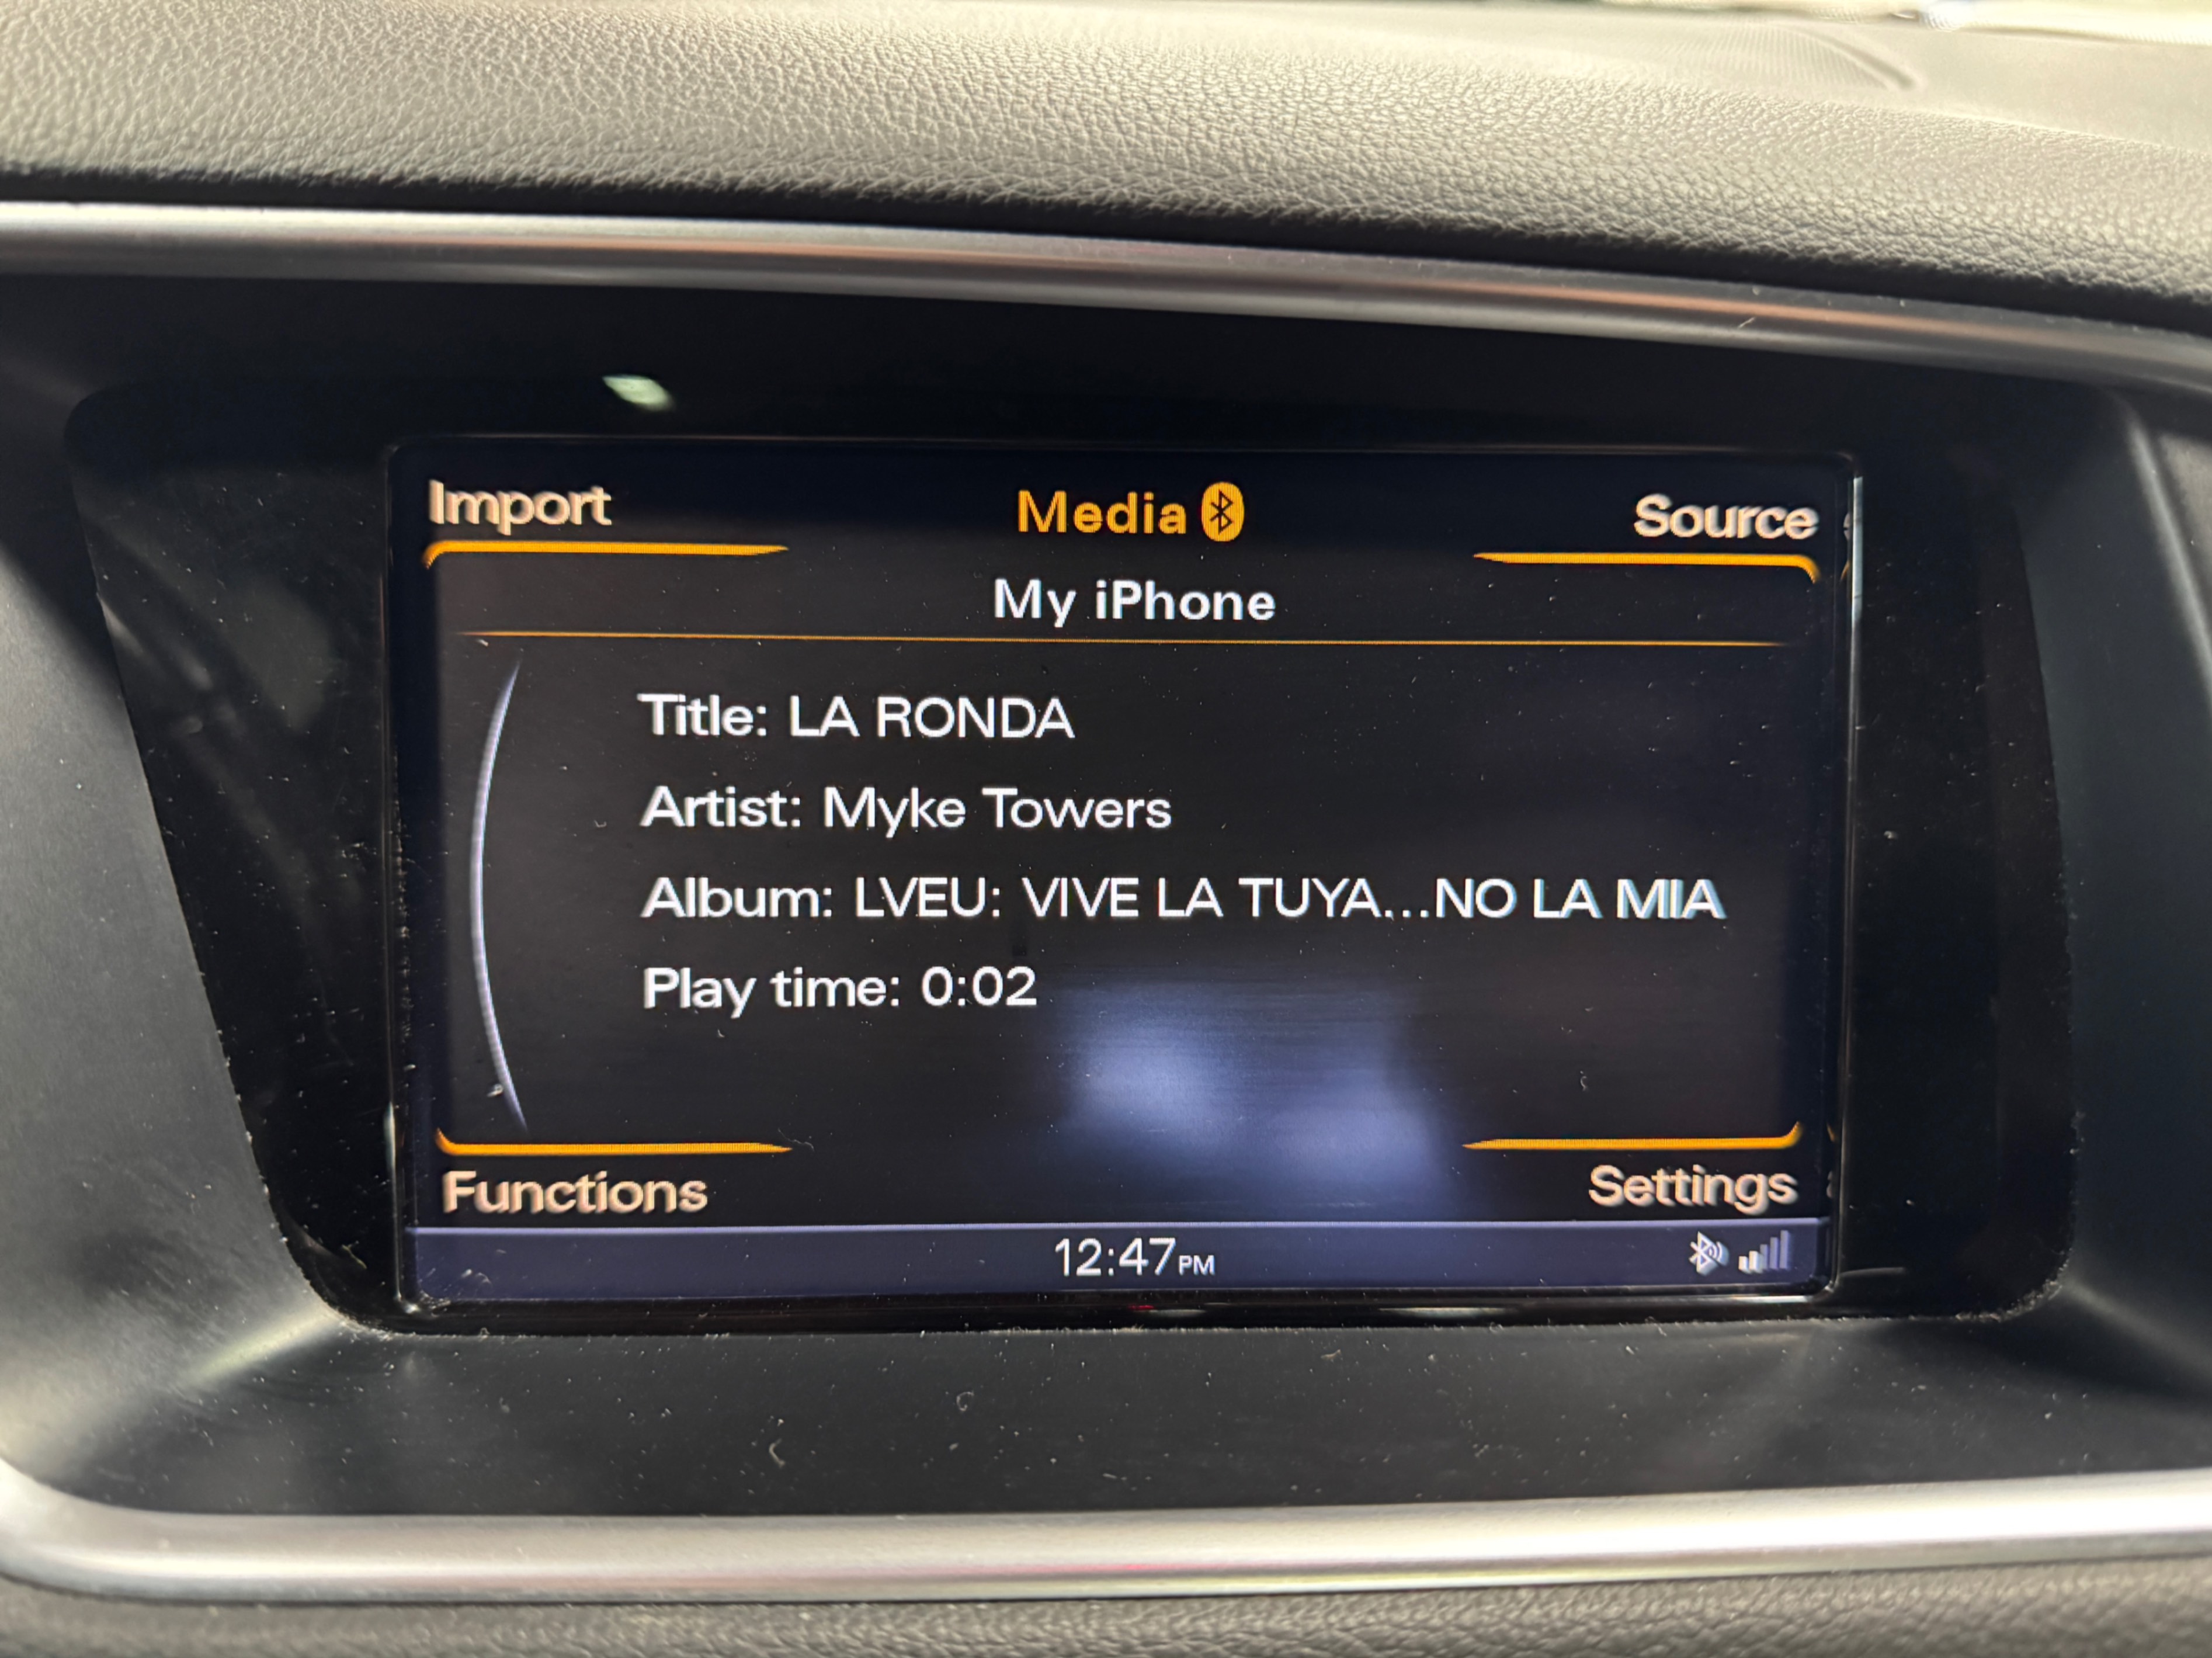 Import
Media
Source
My iPhone
Title: LA RONDA
Artist: Myke Towers
Album: LVEU: VIVE LA TUYA...NO LA MIA
Play time: 0:02
Functions
Settings
12:47PM